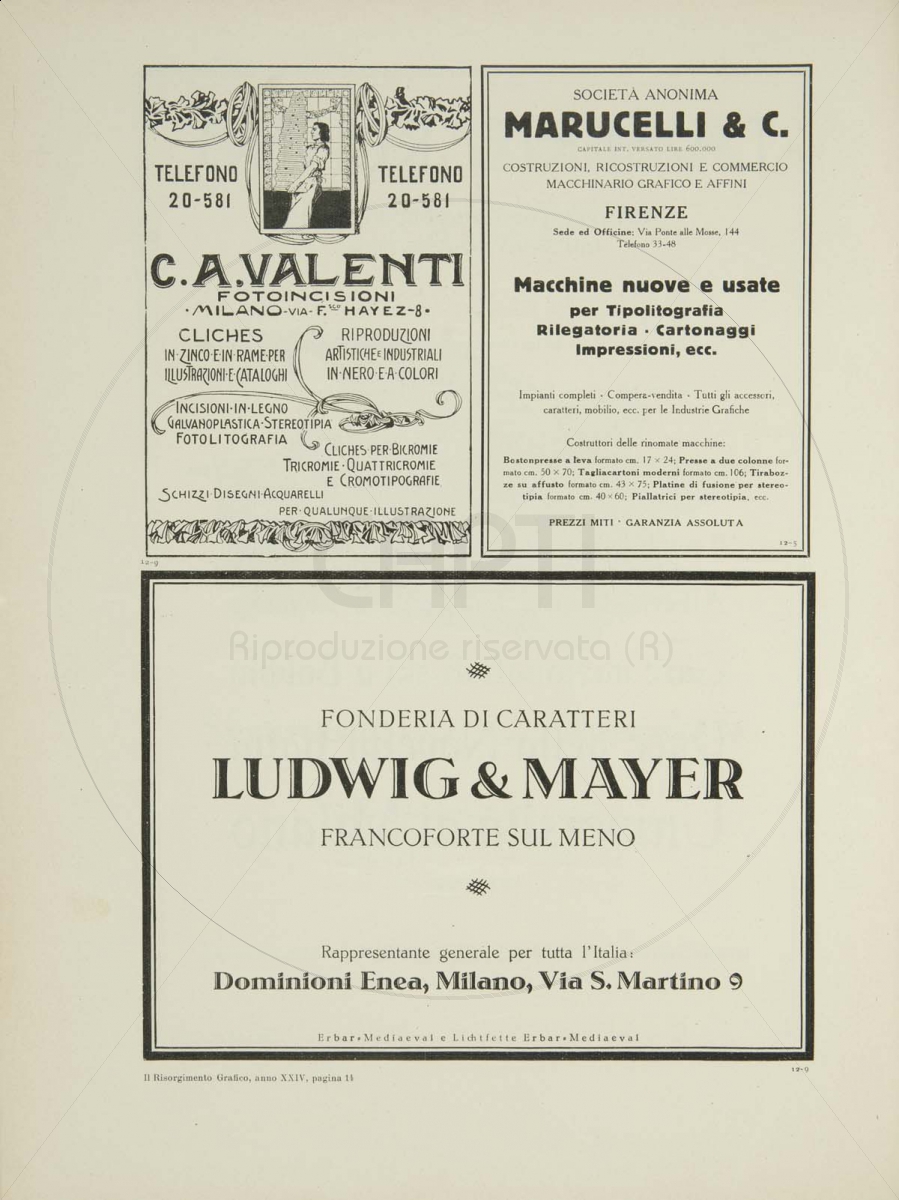 TELEFONO
20-581
TELEFONO
20-581
C.A.VALENTI
FOTOINCISIONI
·MILANO-VIA-F.SCO HAYEZ-8·
CLICHES
IN·ZINCO·E·IN·RAME·PER
ILLUSTRAZIONI·E·CATALOGHI
RIPRODUZIONI
ARTISTICHE E INDUSTRIALI
IN·NERO·E·A·COLORI
INCISIONI·IN·LEGNO
GALVANOPLASTICA·STEREOTIPIA
FOTOLITOGRAFIA
CLICHES·PER·BICROMIE
TRICROMIE·QUATTRICROMIE
E CROMOTIPOGRAFIE
SCHIZZI·DISEGNI·ACQUARELLI
PER·QUALUNQUE·ILLUSTRAZIONE
12-9
SOCIETÀ ANONIMA
MARUCELLI & C.
CAPITALE INT. VERSATO LIRE 600.000
COSTRUZIONI, RICOSTRUZIONI E COMMERCIO
MACCHINARIO GRAFICO E AFFINI
FIRENZE
Sede ed Officine: Via Ponte alle Mosse, 144
Telefono 33-48
Macchine nuove e usate
per Tipolitografia
Rilegatoria · Cartonaggi
Impressioni, ecc.
Impianti completi - Compera-vendita - Tutti gli accessori,
caratteri, mobilio, ecc. per le Industrie Grafiche
Costruttori delle rinomate macchine:
Bostonpresse a leva formato cm. 17 × 24; Presse a due colonne for-
mato cm. 50 × 70; Tagliacartoni moderni formato cm. 106; Tiraboz-
ze su affusto formato cm. 43 × 75; Platine di fusione per stereo-
tipia formato cm. 40×60; Piallatrici per stereotipia, ecc.
PREZZI MITI · GARANZIA ASSOLUTA
12-5
CHPTI
Riproduzione riservata (R)
FONDERIA DI CARATTERI
LUDWIG & MAYER
FRANCOFORTE SUL MENO
Rappresentante generale per tutta l'Italia:
Dominioni Enea, Milano, Via S. Martino 9
Erbar-Mediaeval e Lichtfette Erbar-Mediaeval
12-9
Il Risorgimento Grafico, anno XXIV, pagina 14